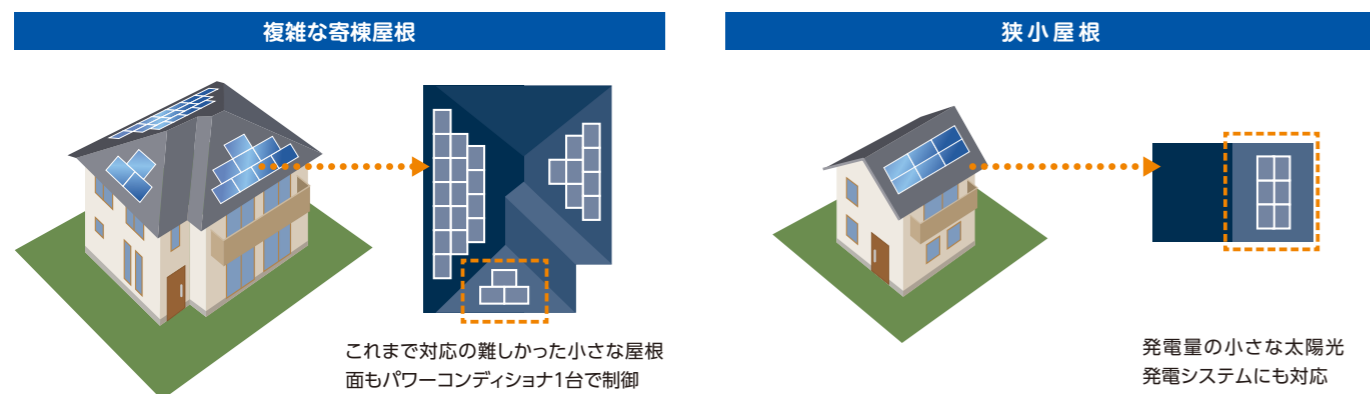 複雑な寄棟屋根
これまで対応の難しかった小さな屋根
面もパワーコンディショナ1台で制御
狭小屋根
発電量の小さな太陽光
発電システムにも対応